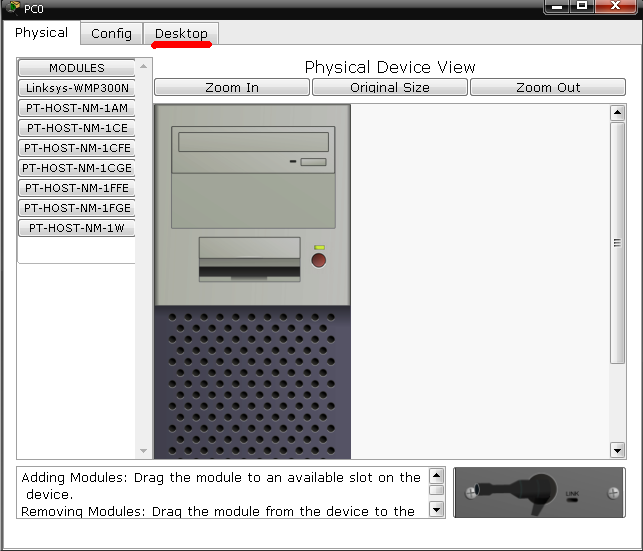 PC0
Physical
Config
Desktop
MODULES
Linksys-WMP300N
PT-HOST-NM-1AM
PT-HOST-NM-1CE
PT-HOST-NM-1CFE
PT-HOST-NM-1CGE
PT-HOST-NM-1FFE
PT-HOST-NM-1FGE
PT-HOST-NM-1W
Physical Device View
Zoom In
Original Size
Zoom Out
Adding Modules: Drag the module to an available slot on the
device.
Removing Modules: Drag the module from the device to the
LINK